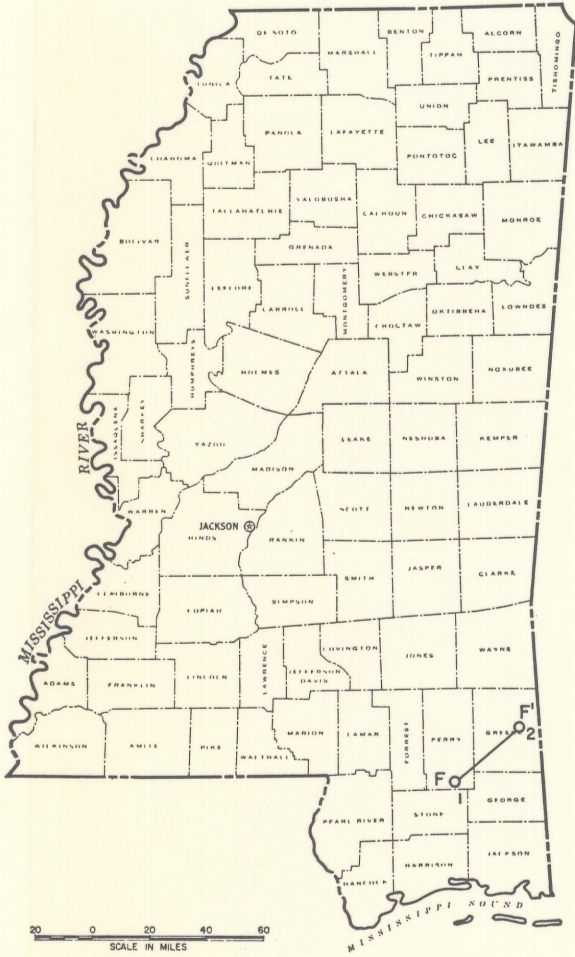 DE SOTO
BENTON
ALCORN
TISHOMINGO
MARSHALL
TIPPAH
TUNICA
TATE
PRENTISS
UNION
PANOLA
LAFAYETTE
LEE
ITAWAMBA
COAHOMA
QUITMAN
PONTOTOC
YALOBUSHA
TALLAHATCHIE
CALHOUN
CHICKASAW
MONROE
BOLIVAR
SUNFLOWER
GRENADA
WEBSTER
CLAY
LEFLORE
MONTGOMERY
CARROLL
OKTIBBEHA
LOWNDES
WASHINGTON
CHOCTAW
HUMPHREYS
HOLMES
ATTALA
WINSTON
NOXUBEE
ISSAQUENA
SHARKEY
RIVER
YAZOO
LEAKE
NESHOBA
KEMPER
MADISON
WARREN
SCOTT
NEWTON
LAUDERDALE
JACKSON
HINDS
RANKIN
SMITH
JASPER
CLARKE
MISSISSIPPI
CLAIBORNE
COPIAH
SIMPSON
JEFFERSON
LAWRENCE
COVINGTON
JONES
WAYNE
ADAMS
FRANKLIN
LINCOLN
JEFFERSON
DAVIS
WILKINSON
AMITE
PIKE
WALTHALL
MARION
LAMAR
FORREST
PERRY
F'
2
F
1
GEORGE
PEARL RIVER
STONE
HARRISON
JACKSON
HANCOCK
MISSISSIPPI SOUND
20 0 20 40 60
SCALE IN MILES